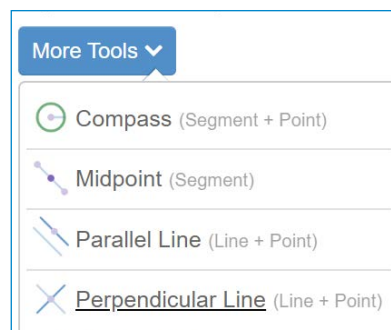 More Tools
Compass (Segment + Point)
Midpoint (Segment)
Parallel Line (Line + Point)
Perpendicular Line (Line + Point)